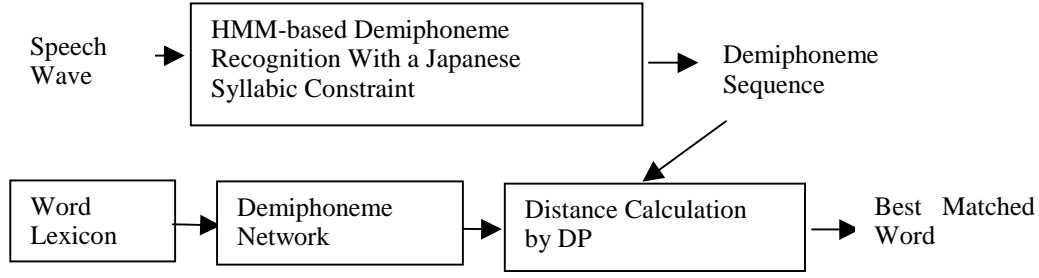 Speech
Wave
HMM-based Demiphoneme
Recognition With a Japanese
Syllabic Constraint
Demiphoneme
Sequence
Word
Lexicon
Demiphoneme
Network
Distance Calculation
by DP
Best Matched
Word